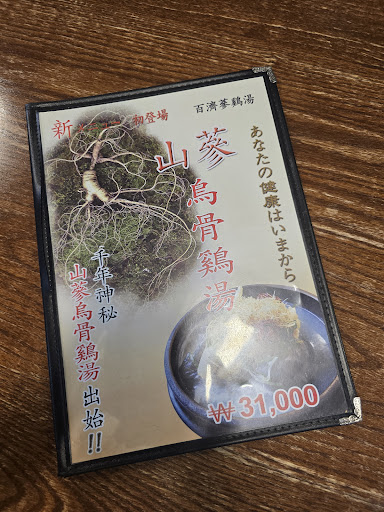 百濟蔘鷄湯
新 初登場
山蔘烏骨鷄湯
あなたの健康はいまから
千年神秘
山蔘烏骨鷄湯出始!!
₩ 31,000